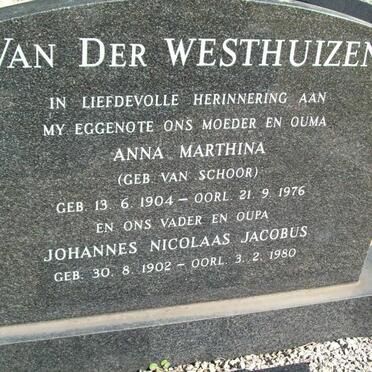 VAN DER WESTHUIZEN
IN LIEFDEVOLLE HERINNERING AAN
MY EGGENOTE ONS MOEDER EN OUMA
ANNA MARTHINA
(GEB. VAN SCHOOR)
GEB. 13. 6. 1904 – OORL. 21. 9. 1976
EN ONS VADER EN OUPA
JOHANNES NICOLAAS JACOBUS
GEB. 30. 8. 1902 – OORL. 3. 2. 1980